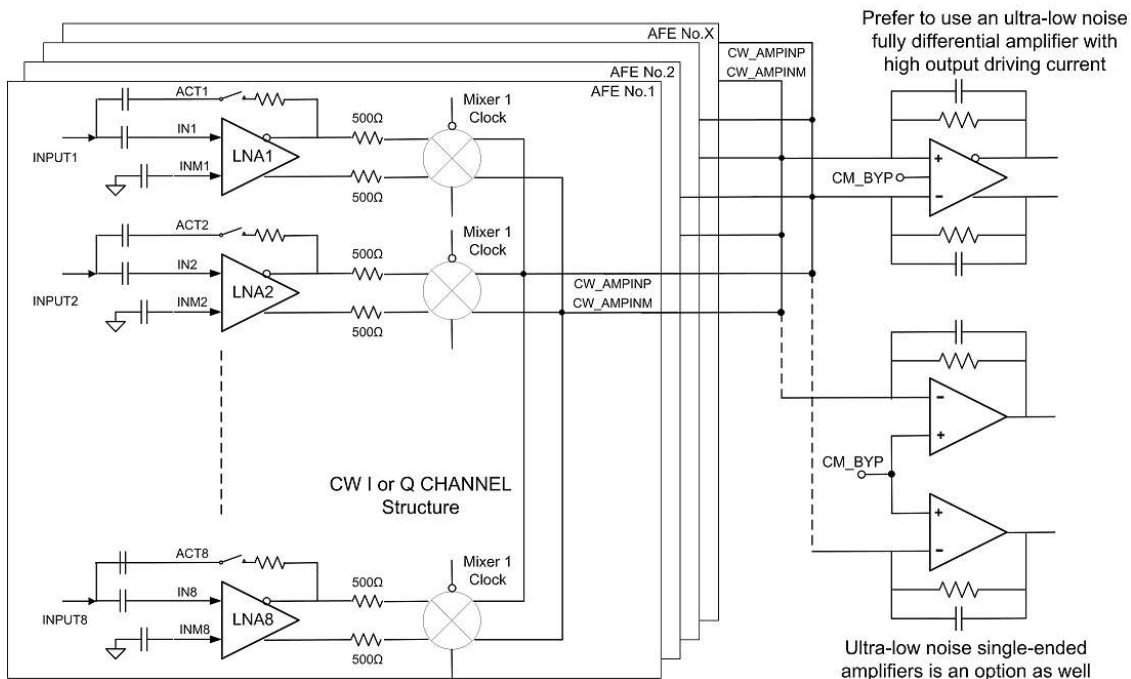 AFE No.X
AFE No.2
AFE No.1
CW_AMPINP
CW_AMPINM
Prefer to use an ultra-low noise
fully differential amplifier with
high output driving current
ACT1
IN1
INPUT1
INM1
LNA1
500Ω
500Ω
Mixer 1
Clock
+
CM_BYP
−
ACT2
IN2
INPUT2
INM2
LNA2
500Ω
500Ω
Mixer 1
Clock
CW_AMPINP
CW_AMPINM
−
+
CM_BYP
+
−
CW I or Q CHANNEL
Structure
ACT8
IN8
INPUT8
INM8
LNA8
500Ω
500Ω
Mixer 1
Clock
Ultra-low noise single-ended
amplifiers is an option as well